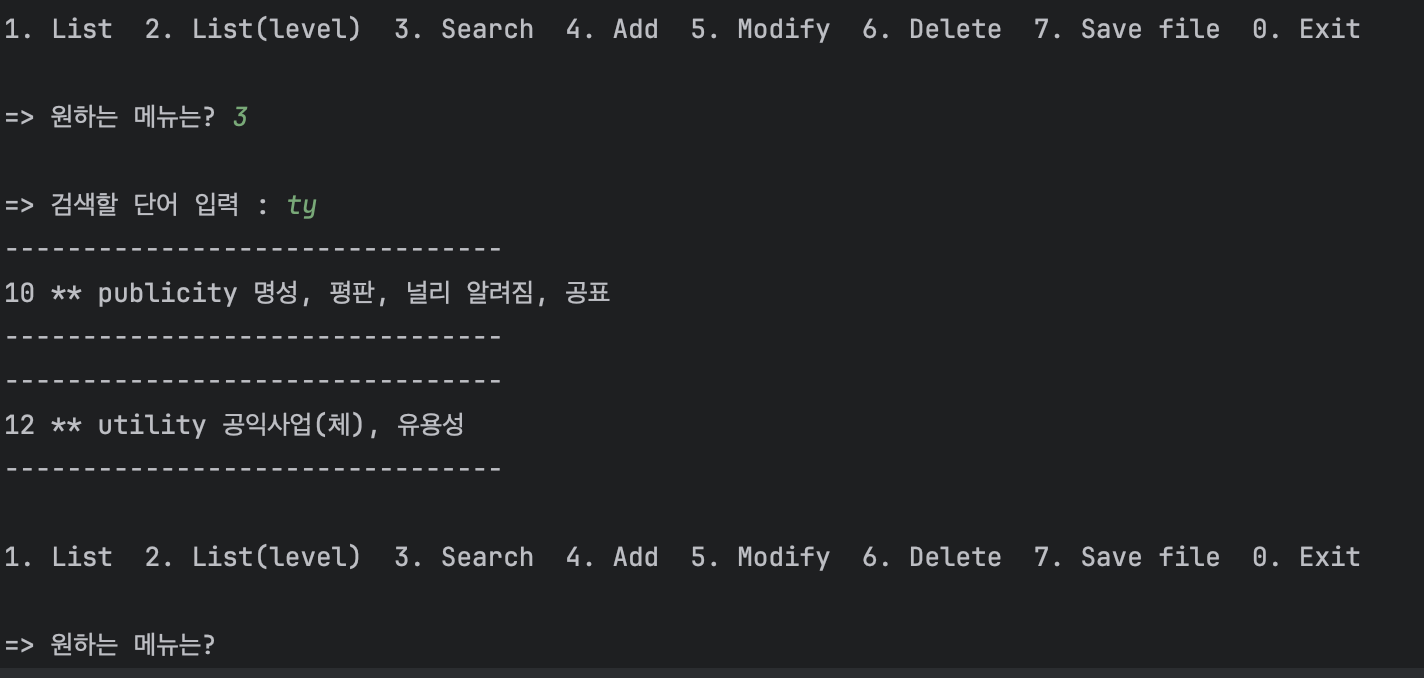 1. List  2. List(level)  3. Search  4. Add  5. Modify  6. Delete  7. Save file  0. Exit
=> 원하는 메뉴는? 3
=> 검색할 단어 입력 : ty
--------------------------------
10 ** publicity 명성, 평판, 널리 알려짐, 공표
--------------------------------
--------------------------------
12 ** utility 공익사업(체), 유용성
--------------------------------
1. List  2. List(level)  3. Search  4. Add  5. Modify  6. Delete  7. Save file  0. Exit
=> 원하는 메뉴는?